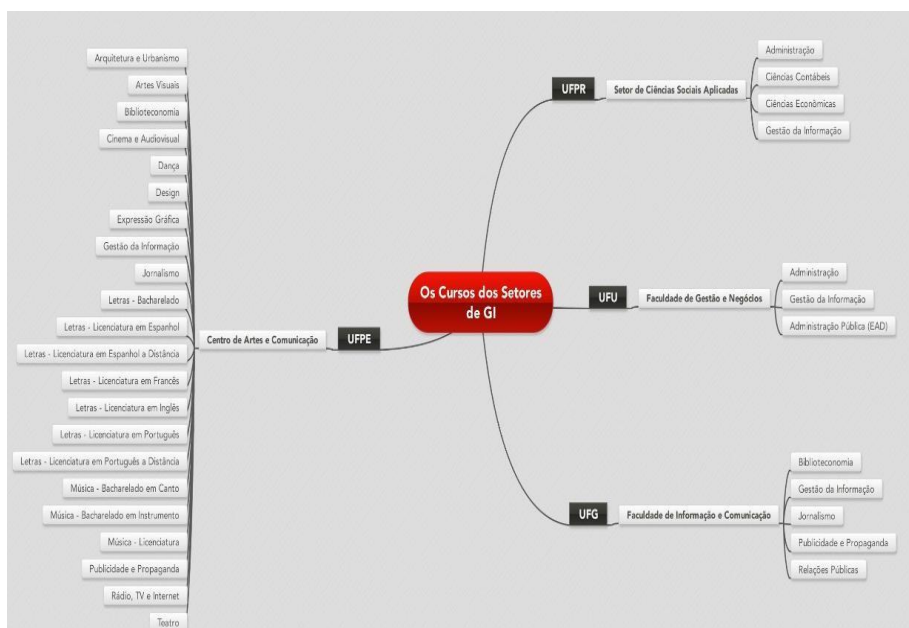 Os Cursos dos Setores
de GI
UFPR
Setor de Ciências Sociais Aplicadas
Administração
Ciências Contábeis
Ciências Econômicas
Gestão da Informação
UFU
Faculdade de Gestão e Negócios
Administração
Gestão da Informação
Administração Pública (EAD)
UFG
Faculdade de Informação e Comunicação
Biblioteconomia
Gestão da Informação
Jornalismo
Publicidade e Propaganda
Relações Públicas
UFPE
Centro de Artes e Comunicação
Arquitetura e Urbanismo
Artes Visuais
Biblioteconomia
Cinema e Audiovisual
Dança
Design
Expressão Gráfica
Gestão da Informação
Jornalismo
Letras - Bacharelado
Letras - Licenciatura em Espanhol
Letras - Licenciatura em Espanhol a Distância
Letras - Licenciatura em Francês
Letras - Licenciatura em Inglês
Letras - Licenciatura em Português
Letras - Licenciatura em Português a Distância
Música - Bacharelado em Canto
Música - Bacharelado em Instrumento
Música - Licenciatura
Publicidade e Propaganda
Rádio, TV e Internet
Teatro